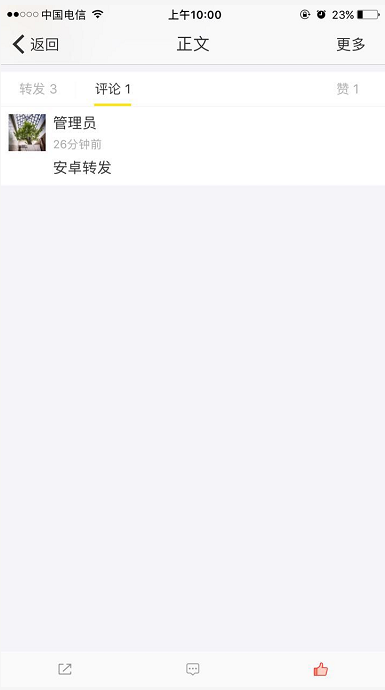 中国电信 上午10:00 23%
返回 正文 更多
转发 3 评论 1 赞 1
管理员
26分钟前
安卓转发